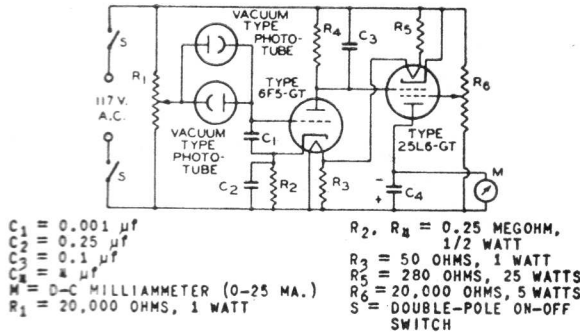 VACUUM
TYPE
PHOTO-
TUBE
S
R1
117 V.
A.C.
S
VACUUM
TYPE
PHOTO-
TUBE
TYPE
6F5-GT
C1
C2
R2
R3
R4
C3
R5
R6
TYPE
25L6-GT
M
−
+
C4
C1 = 0.001 µf
C2 = 0.25 µf
C3 = 0.1 µf
C4 = 4 µf
M = D-C MILLIAMMETER (0-25 MA.)
R1 = 20,000 OHMS, 1 WATT
R2, R4 = 0.25 MEGOHM,
1/2 WATT
R3 = 50 OHMS, 1 WATT
R5 = 280 OHMS, 25 WATTS
R6 = 20,000 OHMS, 5 WATTS
S = DOUBLE-POLE ON-OFF
SWITCH